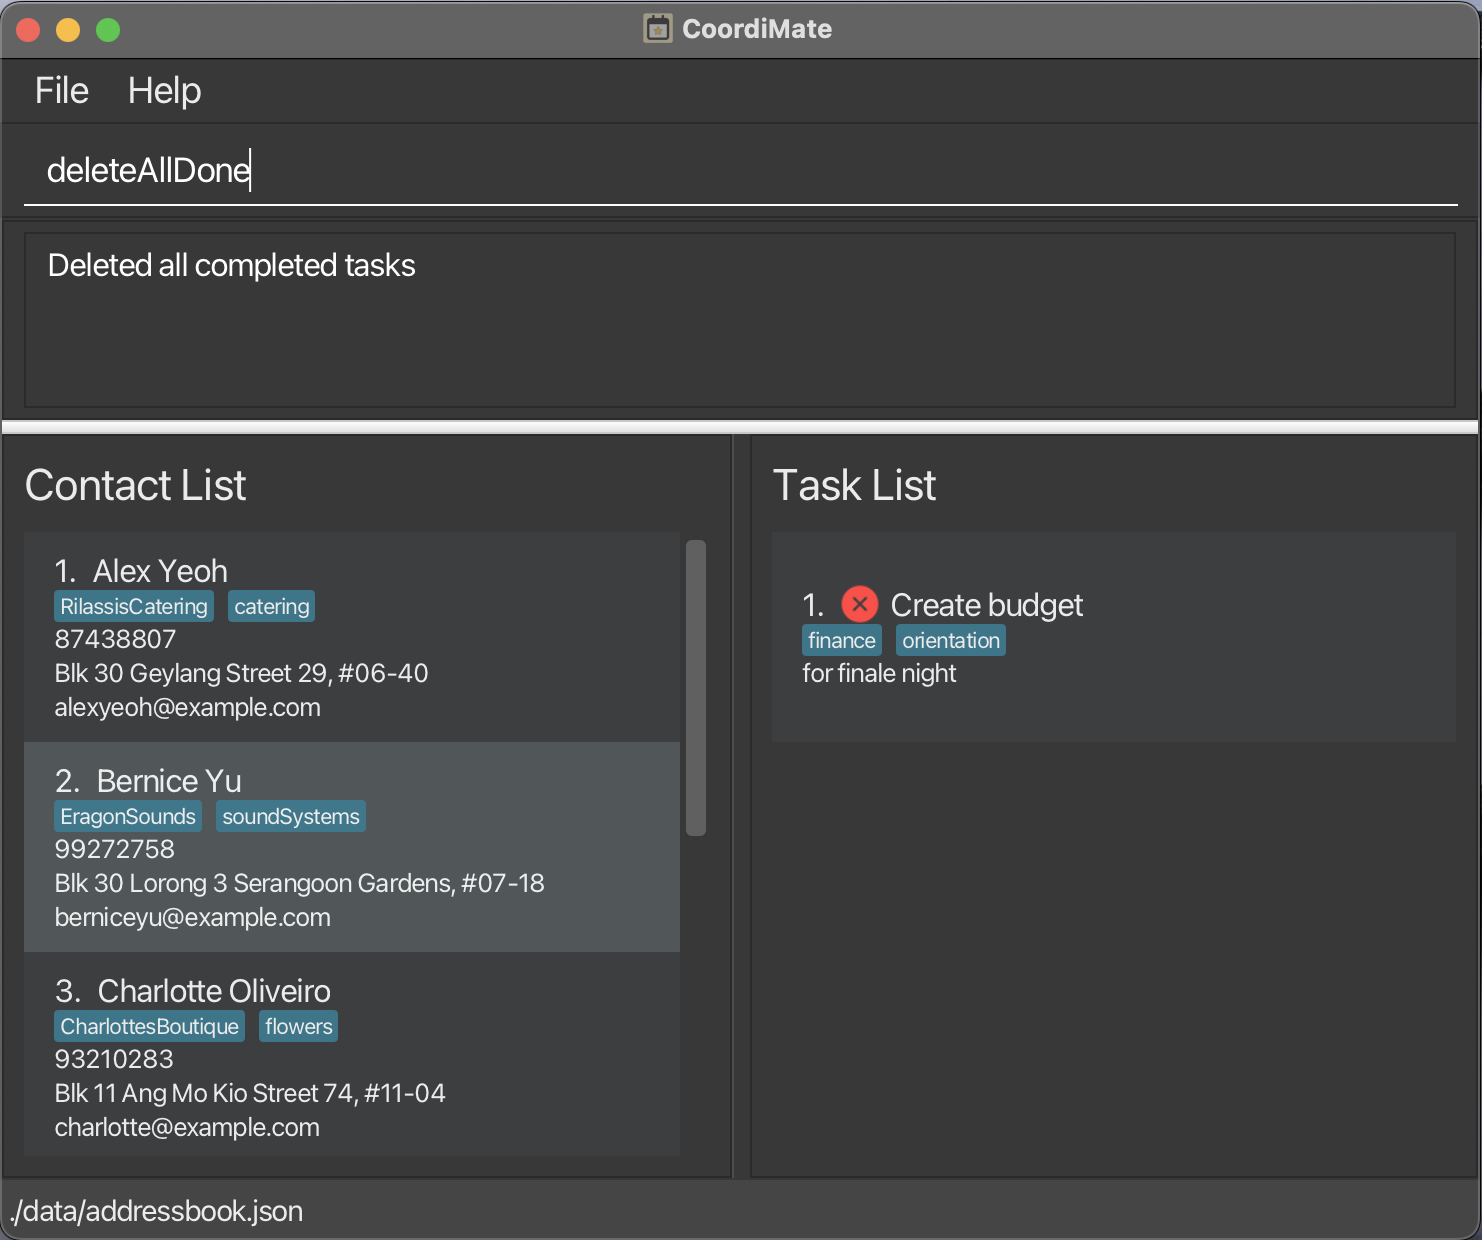 CoordiMate
File Help
deleteAllDone
Deleted all completed tasks
Contact List
1. Alex Yeoh
RilassisCatering catering
87438807
Blk 30 Geylang Street 29, #06-40
alexyeoh@example.com
2. Bernice Yu
EragonSounds soundSystems
99272758
Blk 30 Lorong 3 Serangoon Gardens, #07-18
berniceyu@example.com
3. Charlotte Oliveiro
CharlottesBoutique flowers
93210283
Blk 11 Ang Mo Kio Street 74, #11-04
charlotte@example.com
Task List
1. Create budget
finance orientation
for finale night
./data/addressbook.json